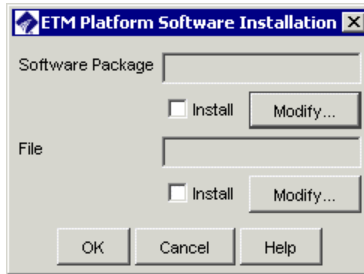 ETM Platform Software Installation
Software Package
Install Modify...
File
Install Modify...
OK Cancel Help